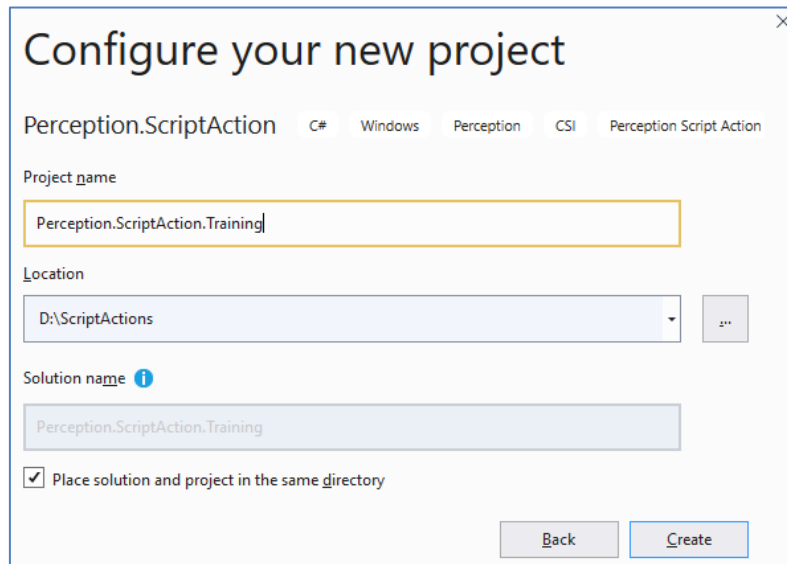 Configure your new project
Perception.ScriptAction C# Windows Perception CSI Perception Script Action
Project name
Perception.ScriptAction.Training
Location
D:\ScriptActions
...
Solution name i
Perception.ScriptAction.Training
Place solution and project in the same directory
Back Create